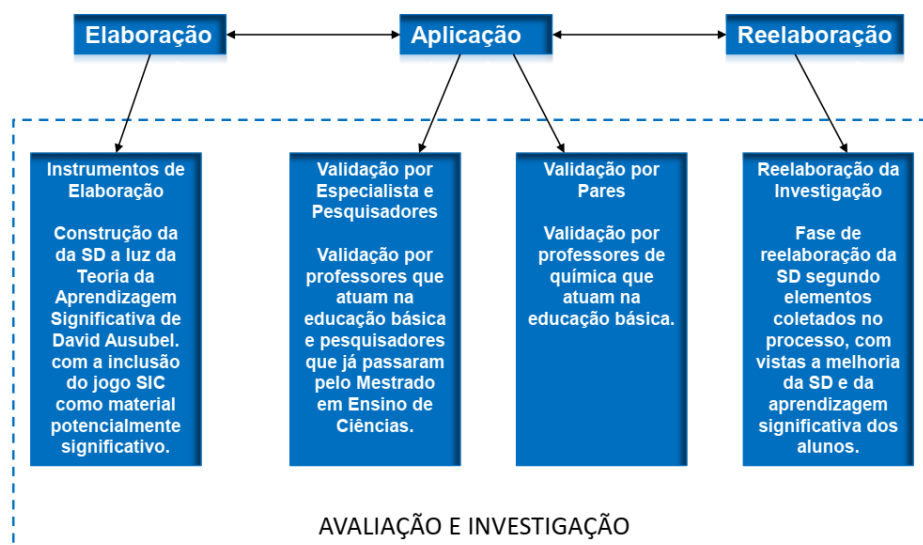 Elaboração
Aplicação
Reelaboração
Instrumentos de
Elaboração
Construção da
da SD a luz da
Teoria da
Aprendizagem
Significativa de
David Ausubel.
com a inclusão
do jogo SIC
como material
potencialmente
significativo.
Validação por
Especialista e
Pesquisadores
Validação por
professores que
atuam na
educação básica
e pesquisadores
que já passaram
pelo Mestrado
em Ensino de
Ciências.
Validação por
Pares
Validação por
professores de
química que
atuam na
educação básica.
Reelaboração da
Investigação
Fase de
reelaboração da
SD segundo
elementos
coletados no
processo, com
vistas a melhoria
da SD e da
aprendizagem
significativa dos
alunos.
AVALIAÇÃO E INVESTIGAÇÃO